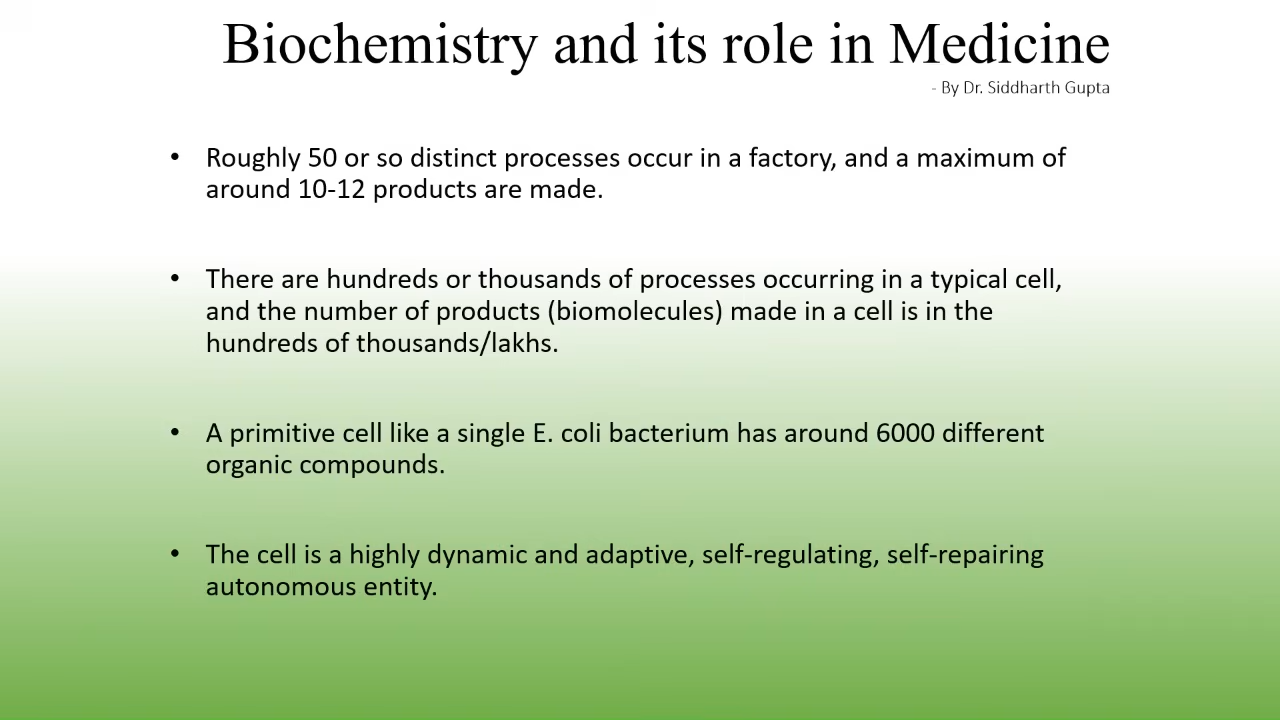 Biochemistry and its role in Medicine
- By Dr. Siddharth Gupta
• Roughly 50 or so distinct processes occur in a factory, and a maximum of
around 10-12 products are made.
• There are hundreds or thousands of processes occurring in a typical cell,
and the number of products (biomolecules) made in a cell is in the
hundreds of thousands/lakhs.
• A primitive cell like a single E. coli bacterium has around 6000 different
organic compounds.
• The cell is a highly dynamic and adaptive, self-regulating, self-repairing
autonomous entity.